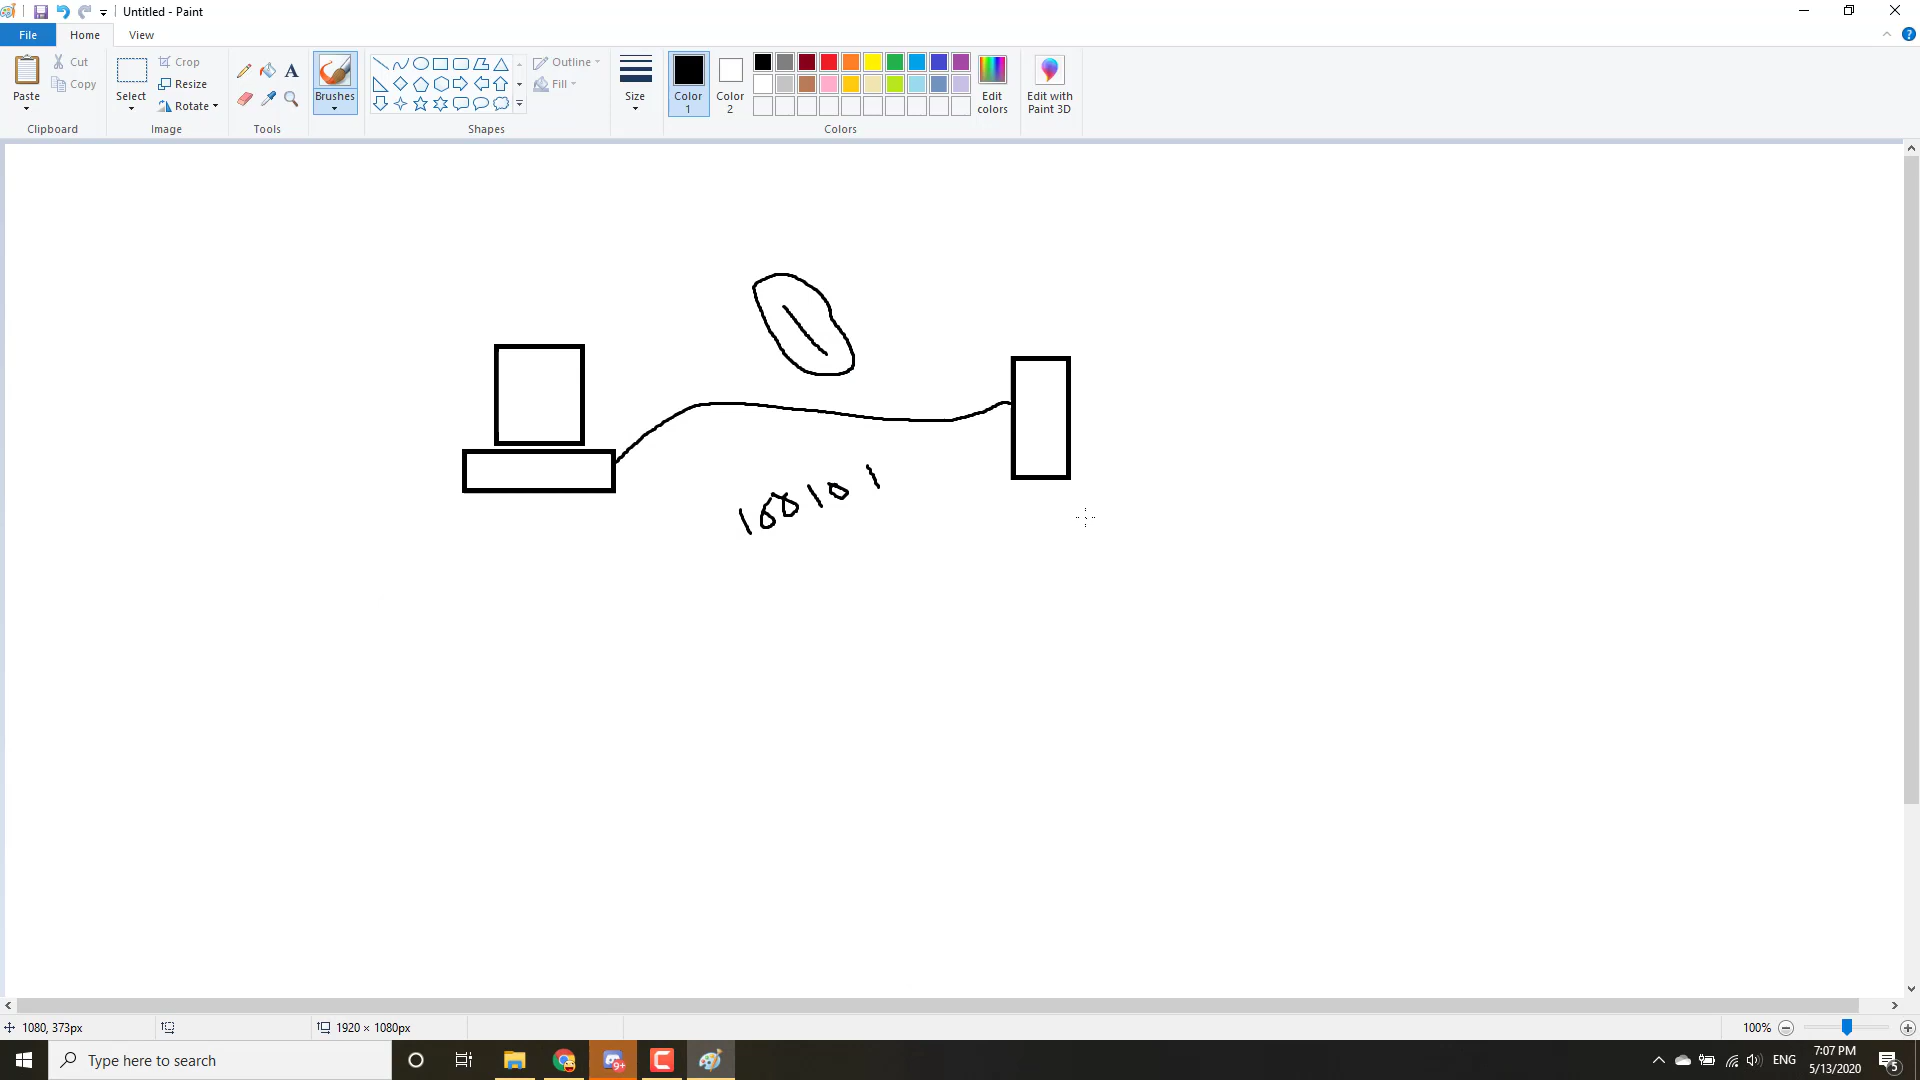 Untitled - Paint
File Home View
Paste
Cut
Copy
Clipboard
Select
Crop
Resize
Rotate
Image
Tools
Brushes
Shapes
Outline
Fill
Size
Color 1
Color 2
Colors
Edit colors
Edit with Paint 3D
100101
1080, 373px
1920 × 1080px
100%
Type here to search
9+
ENG
7:07 PM
5/13/2020
5